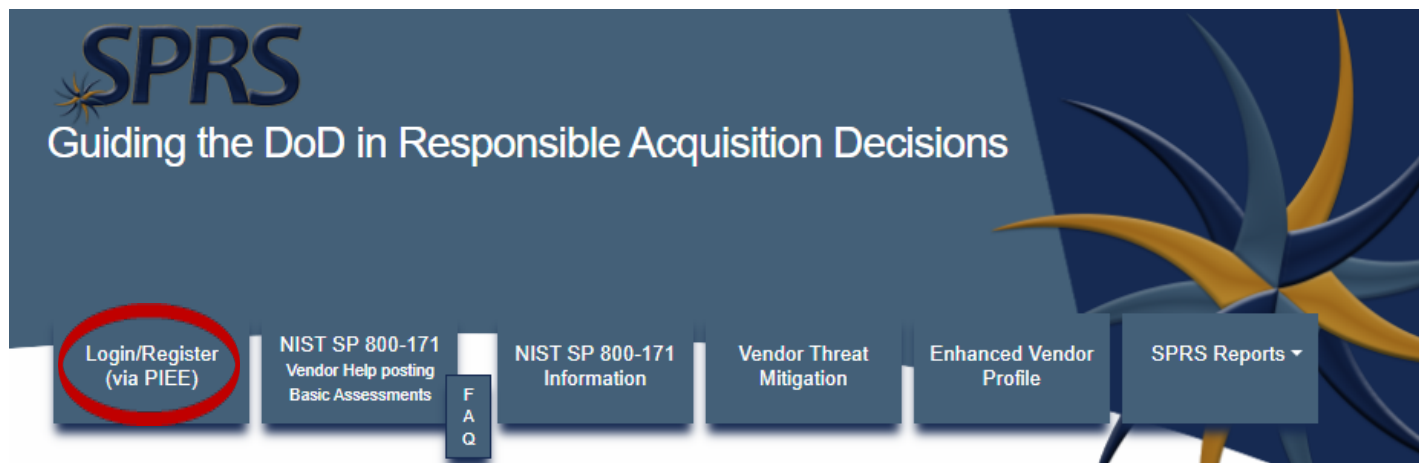 SPRS
Guiding the DoD in Responsible Acquisition Decisions
Login/Register
(via PIEE)
NIST SP 800-171
Vendor Help posting
Basic Assessments
F
A
Q
NIST SP 800-171
Information
Vendor Threat
Mitigation
Enhanced Vendor
Profile
SPRS Reports